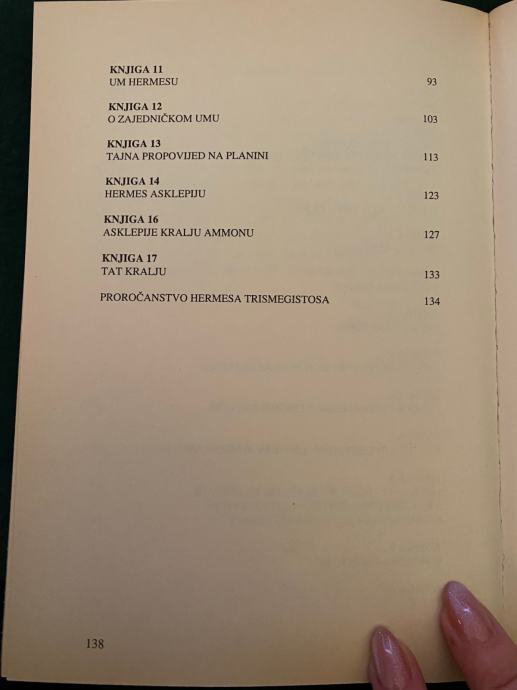 KNJIGA 11
UM HERMESU 93
KNJIGA 12
O ZAJEDNIČKOM UMU 103
KNJIGA 13
TAJNA PROPOVIJED NA PLANINI 113
KNJIGA 14
HERMES ASKLEPIJU 123
KNJIGA 16
ASKLEPIJE KRALJU AMMONU 127
KNJIGA 17
TAT KRALJU 133
PROROČANSTVO HERMESA TRISMEGISTOSA 134
138